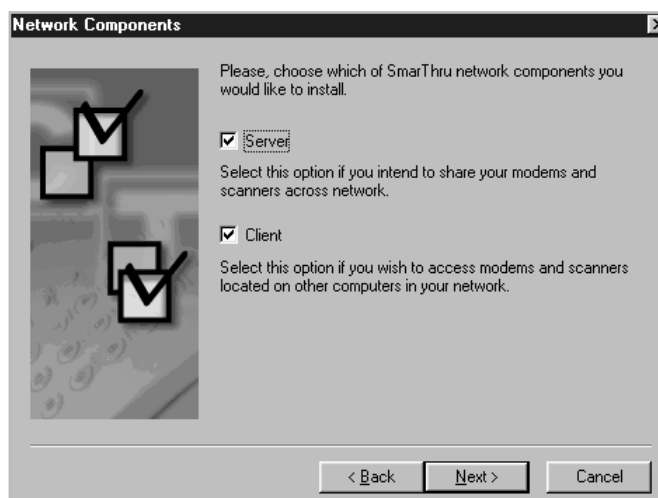 Network Components
Please, choose which of SmarThru network components you
would like to install.
Server
Select this option if you intend to share your modems and
scanners across network.
Client
Select this option if you wish to access modems and scanners
located on other computers in your network.
< Back
Next >
Cancel